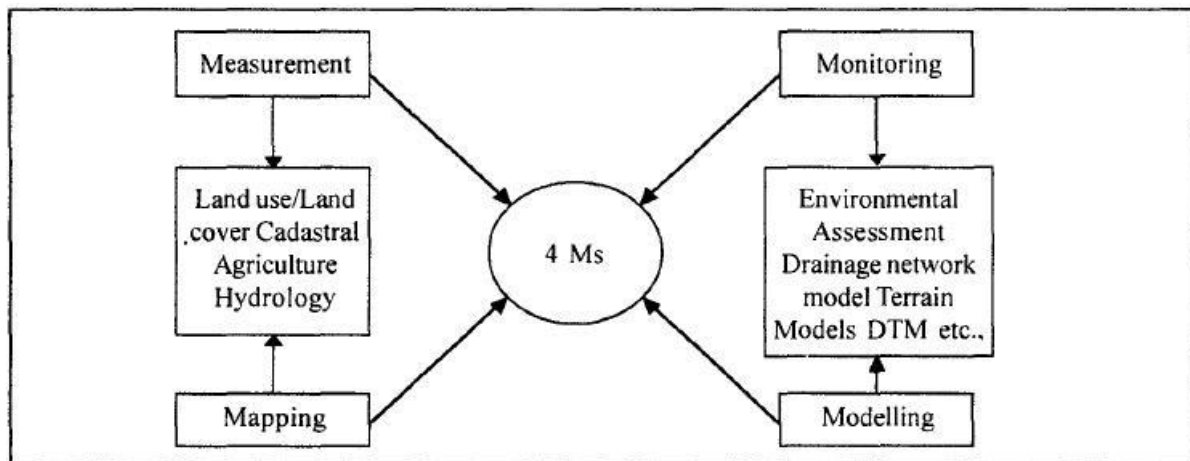 Measurement
Monitoring
Land use/Land
.cover Cadastral
Agriculture
Hydrology
4 Ms
Environmental
Assessment
Drainage network
model Terrain
Models DTM etc.,
Mapping
Modelling